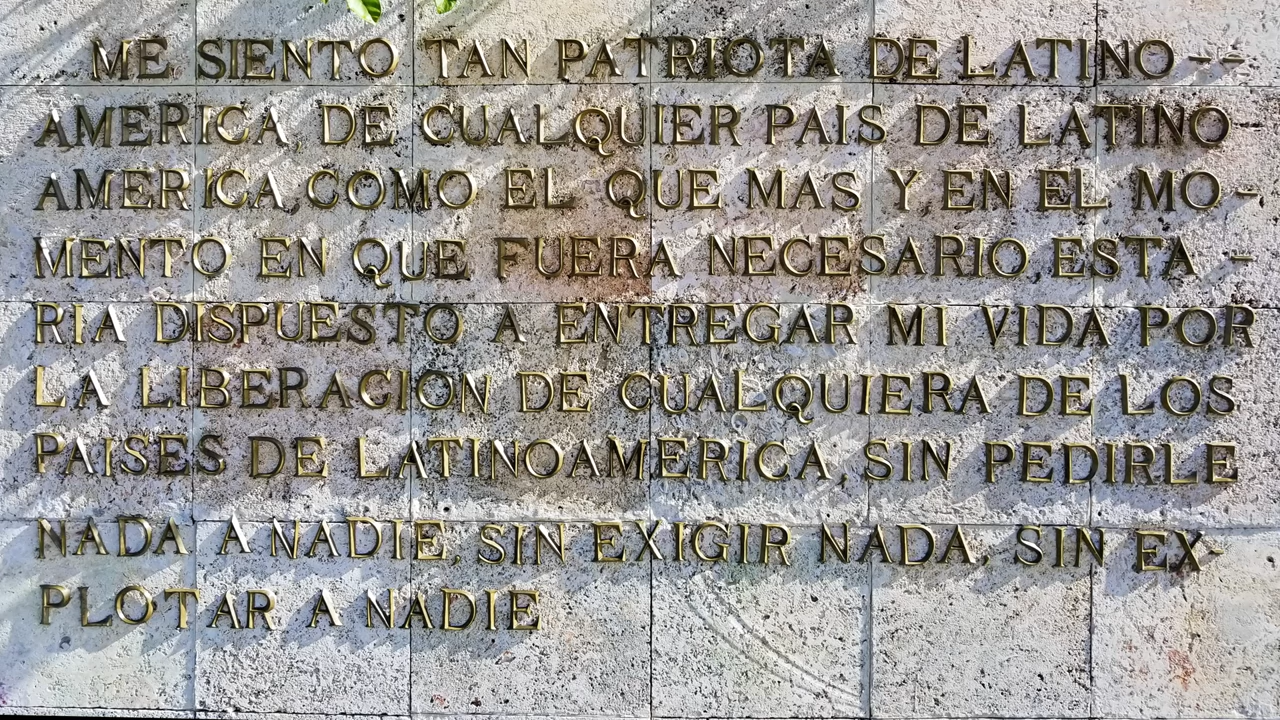 ME SIENTO TAN PATRIOTA DE LATINO--
AMERICA, DE CUALQUIER PAIS DE LATINO-
AMERICA, COMO EL QUE MAS Y EN EL MO-
MENTO EN QUE FUERA NECESARIO ESTA-
RIA DISPUESTO A ENTREGAR MI VIDA POR
LA LIBERACION DE CUALQUIERA DE LOS
PAISES DE LATINOAMERICA, SIN PEDIRLE
NADA A NADIE, SIN EXIGIR NADA, SIN EX-
PLOTAR A NADIE